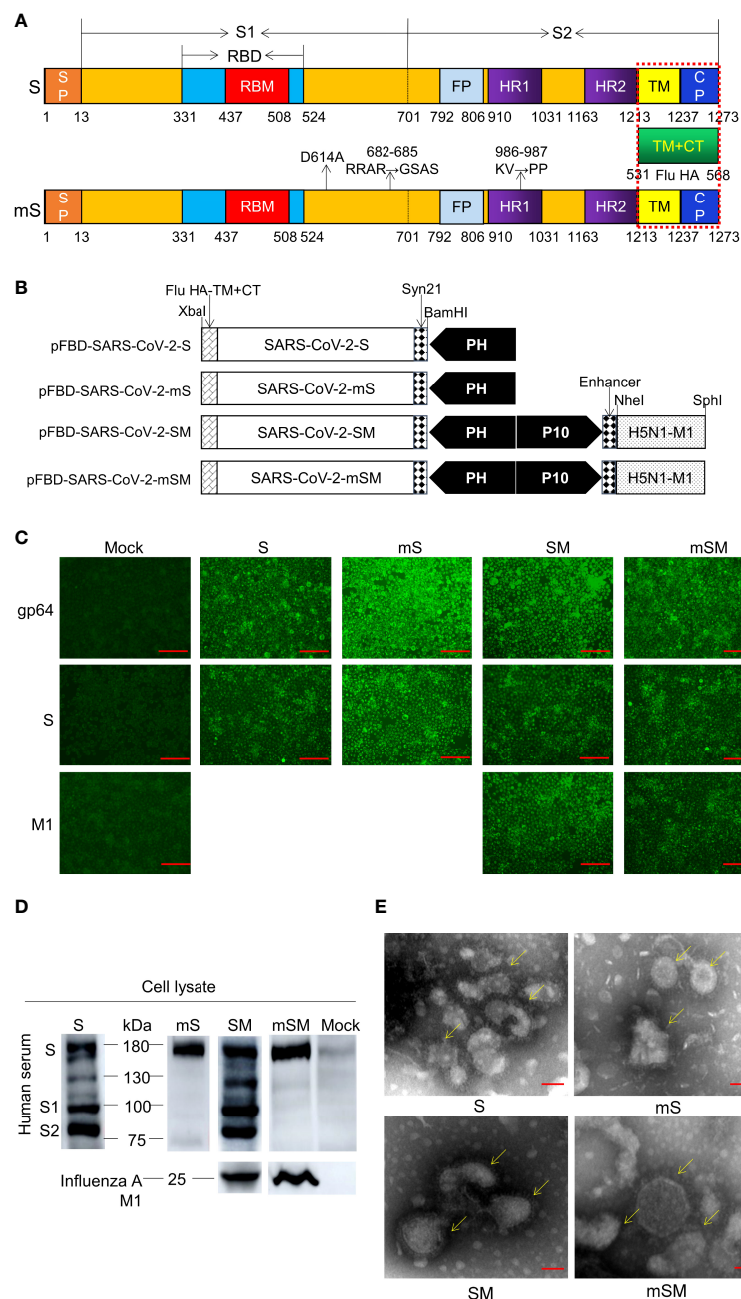 A
S1
S2
RBD
S
SP
RBM
FP
HR1
HR2
TM
CP
1
13
331
437
508
524
701
792
806
910
1031
1163
1213
1237
1273
TM+CT
531
Flu HA
568
D614A
682-685
RRAR→GSAS
986-987
KV→PP
mS
SP
RBM
FP
HR1
HR2
TM
CP
1
13
331
437
508
524
701
792
806
910
1031
1163
1213
1237
1273
B
Flu HA-TM+CT
Syn21
XbaI
BamHI
pFBD-SARS-CoV-2-S
SARS-CoV-2-S
PH
pFBD-SARS-CoV-2-mS
SARS-CoV-2-mS
PH
Enhancer
NheI
SphI
pFBD-SARS-CoV-2-SM
SARS-CoV-2-SM
PH
P10
H5N1-M1
pFBD-SARS-CoV-2-mSM
SARS-CoV-2-mSM
PH
P10
H5N1-M1
C
Mock
S
mS
SM
mSM
gp64
S
M1
D
Cell lysate
S
kDa
mS
SM
mSM
Mock
Human serum
S
S1
S2
180
130
100
75
Influenza A
M1
25
E
S
mS
SM
mSM